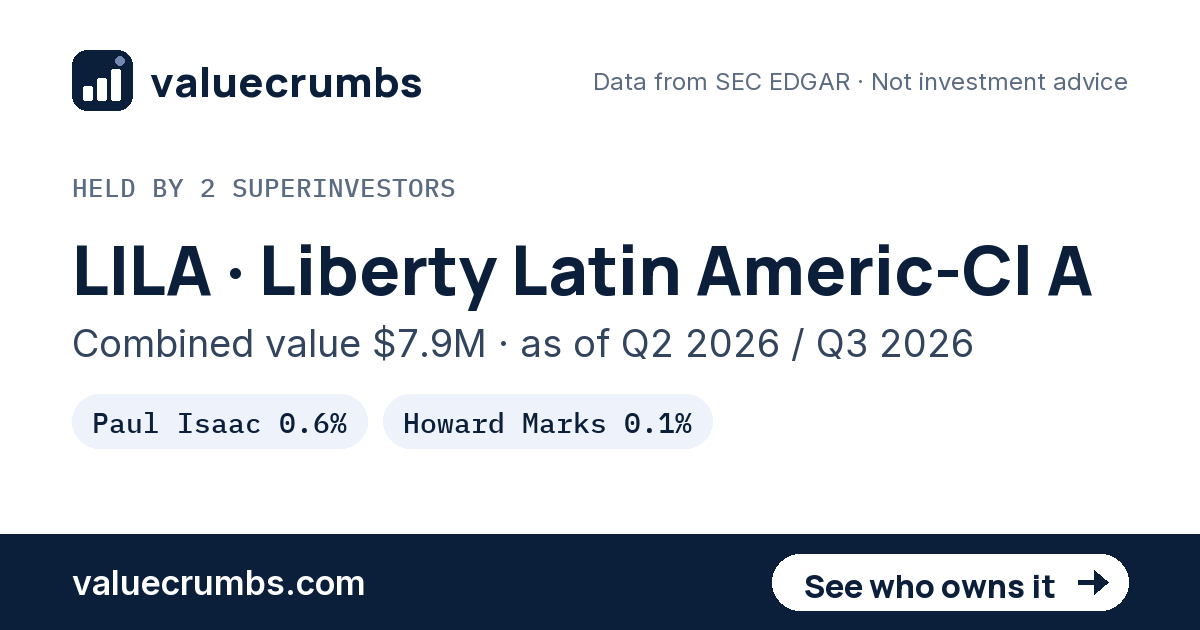 valuecrumbs
Data from SEC EDGAR · Not investment advice
HELD BY 2 SUPERINVESTORS
LILA · Liberty Latin Americ-Cl A
Combined value $7.9M · as of Q2 2026 / Q3 2026
Paul Isaac 0.6%
Howard Marks 0.1%
valuecrumbs.com
See who owns it →